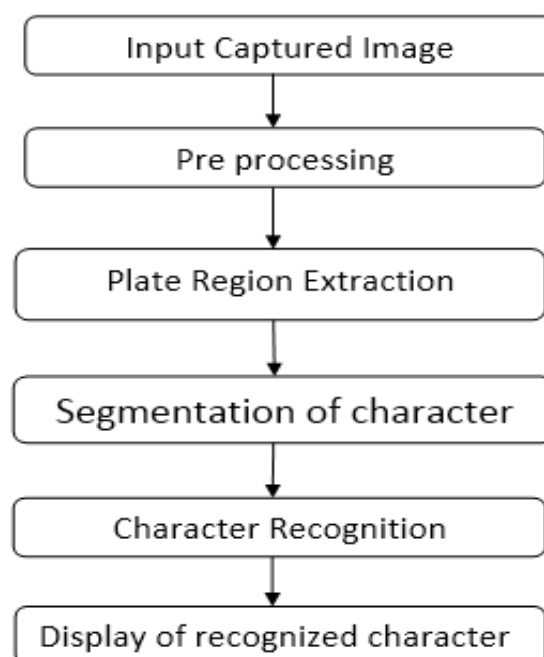 Input Captured Image
Pre processing
Plate Region Extraction
Segmentation of character
Character Recognition
Display of recognized character